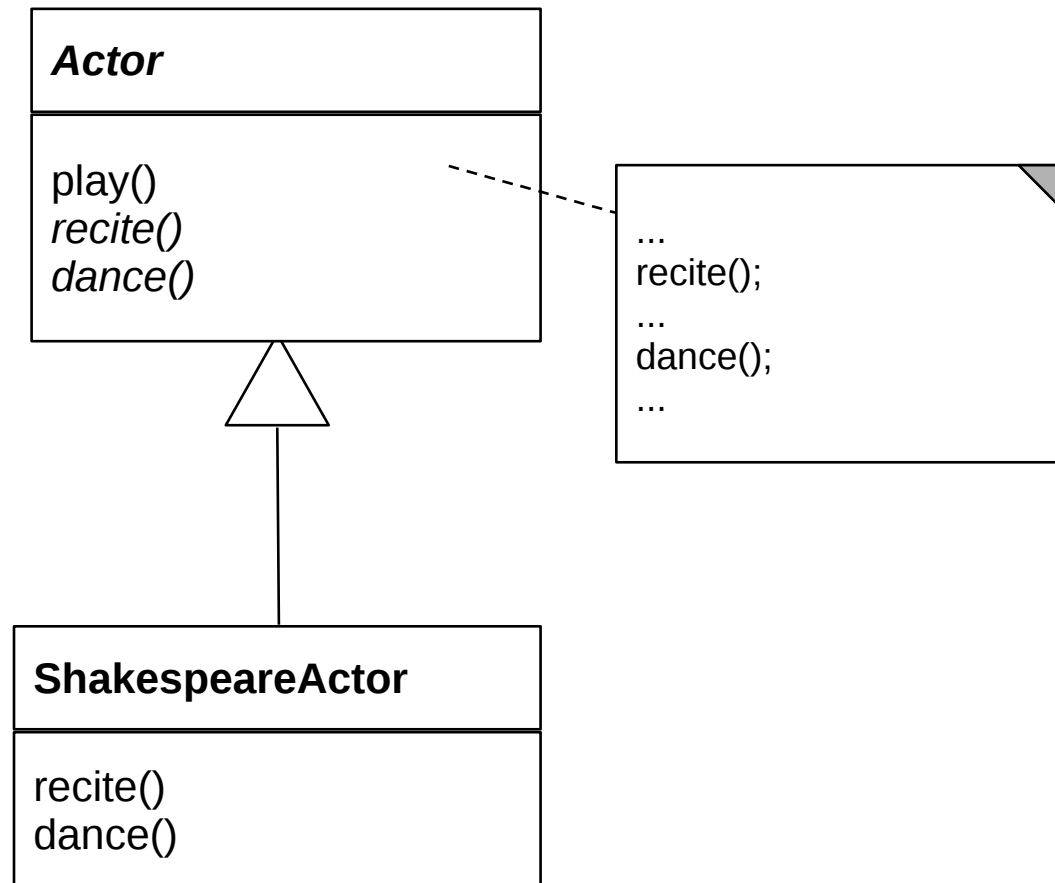 Actor
play()
recite()
dance()
...
recite();
...
dance();
...
ShakespeareActor
recite()
dance()